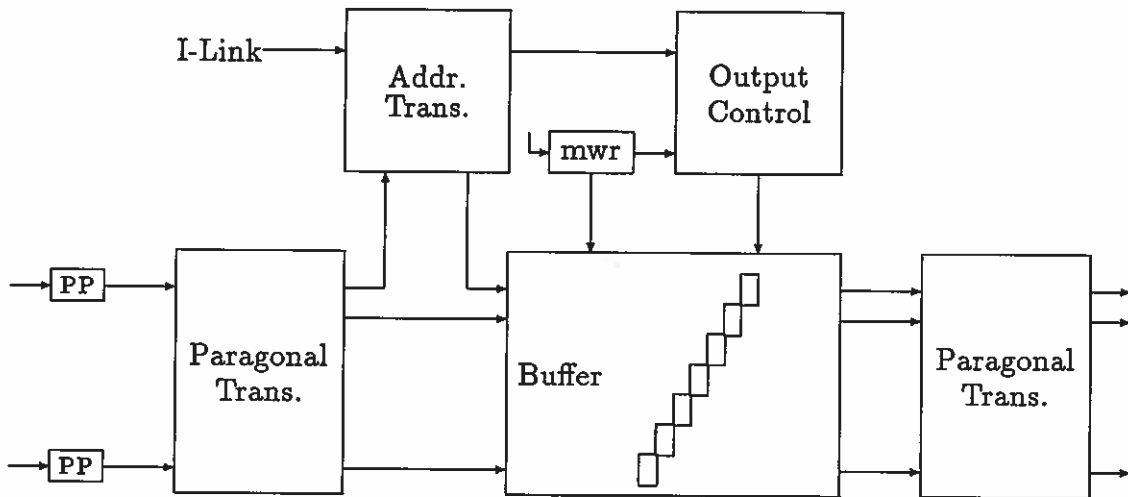 I-Link
Addr.
Trans.
Output
Control
mwr
PP
Paragonal
Trans.
Buffer
Paragonal
Trans.
PP